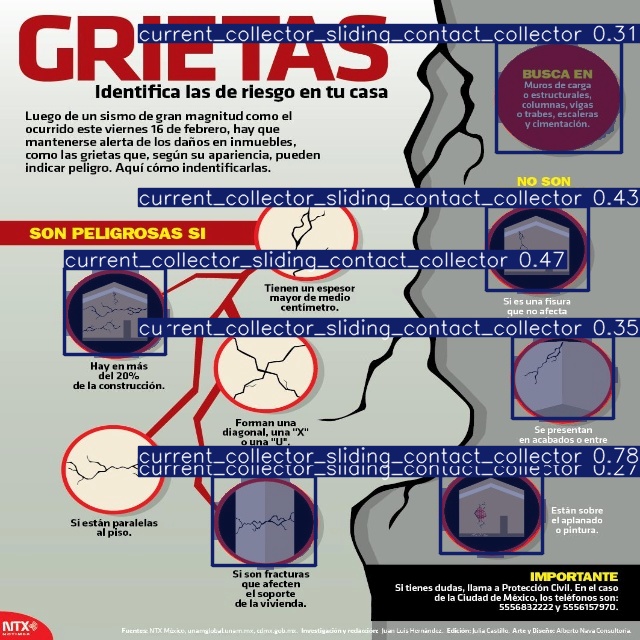 GRIETAS
current_collector_sliding_contact_collector 0.31
Identifica las de riesgo en tu casa
Luego de un sismo de gran magnitud como el
ocurrido este viernes 16 de febrero, hay que
mantenerse alerta de los daños en inmuebles,
como las grietas que, según su apariencia, pueden
indicar peligro. Aquí cómo indentificarlas.
BUSCA EN
Muros de carga
o estructurales,
columnas, vigas
o trabes, escaleras
y cimentación.
NO SON
current_collector_sliding_contact_collector 0.43
SON PELIGROSAS SI
current_collector_sliding_contact_collector 0.47
Tienen un espesor
mayor de medio
centímetro.
Si es una fisura
que no afecta
current_collector_sliding_contact_collector 0.35
Hay en más
del 20%
de la construcción.
Forman una
diagonal, una "X"
o una "U".
Se presentan
en acabados o entre
current_collector_sliding_contact_collector 0.78
current_collector_sliding_contact_collector 0.27
Si están paralelas
al piso.
Están sobre
el aplanado
o pintura.
Si son fracturas
que afecten
el soporte
de la vivienda.
IMPORTANTE
Si tienes dudas, llama a Protección Civil. En el caso
de la Ciudad de México, los teléfonos son:
5556832222 y 5556157970.
NTX
Fuentes: NTX México, unamglobal.unam.mx, cdmx.gob.mx. Investigación y redacción: Juan Luis Hernández. Edición: Julia Castillo. Arte y Diseño: Alberto Nava Consultoría.